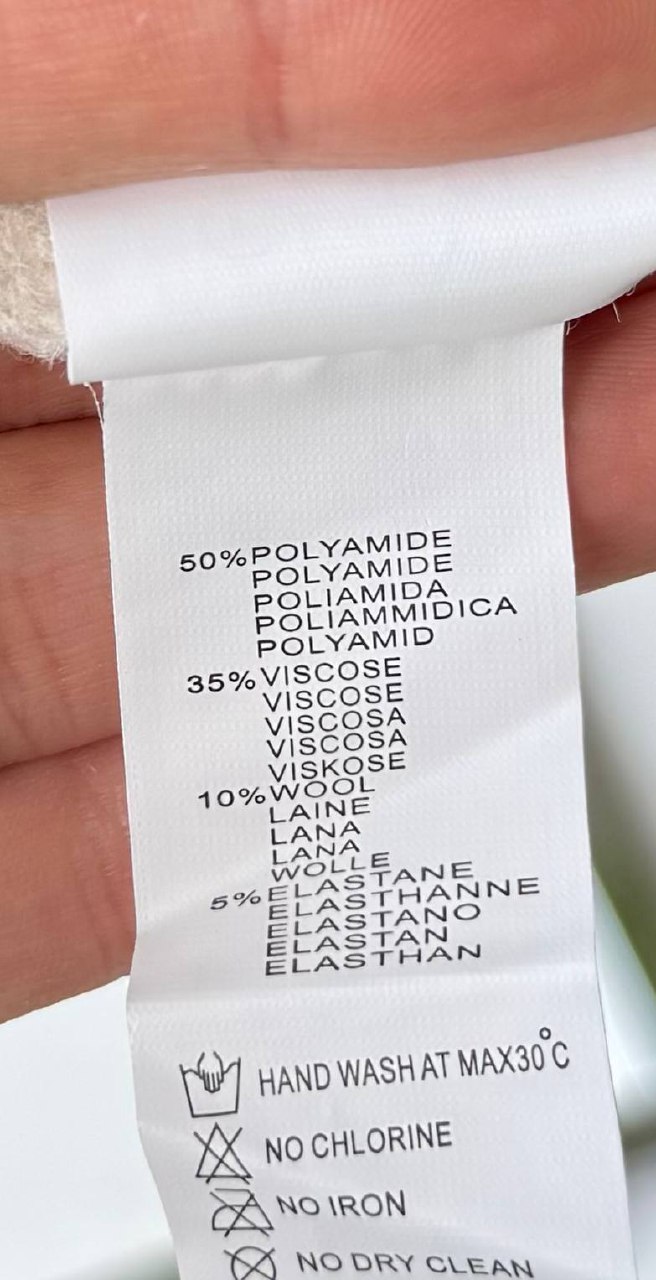 50% POLYAMIDE
POLYAMIDE
POLIAMIDA
POLIAMMIDICA
POLYAMID
35% VISCOSE
VISCOSE
VISCOSA
VISCOSA
VISKOSE
10% WOOL
LAINE
LANA
LANA
WOLLE
5% ELASTANE
ELASTHANNE
ELASTANO
ELASTAN
ELASTHAN
HAND WASH AT MAX30°C
NO CHLORINE
NO IRON
NO DRY CLEAN